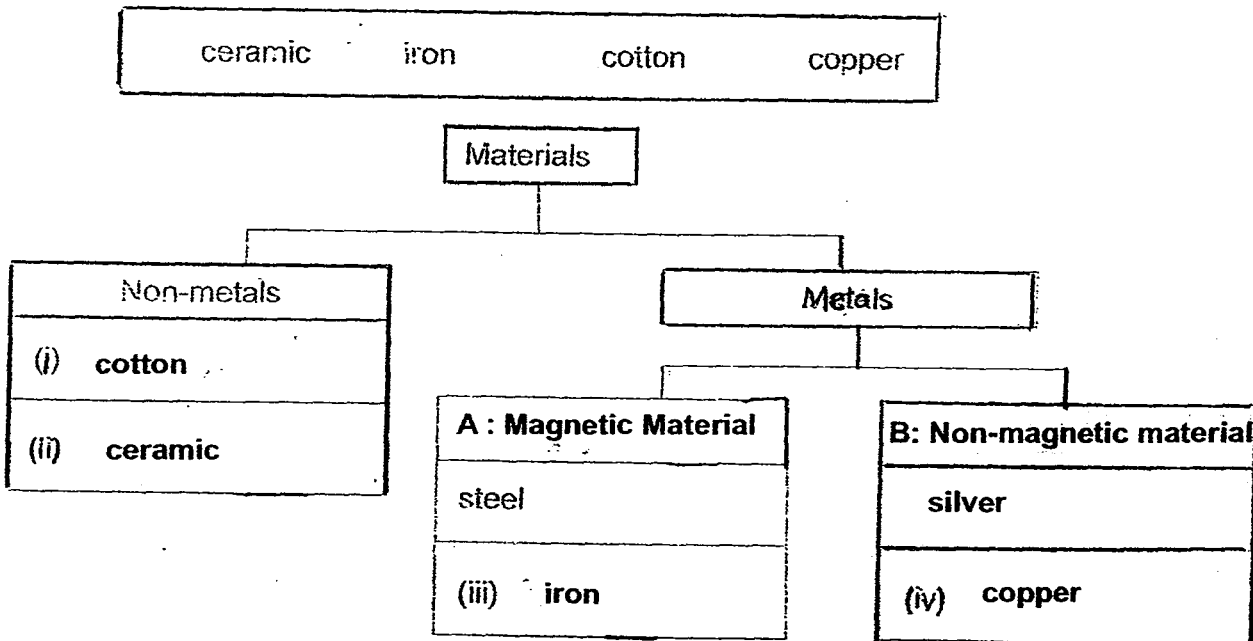 ceramic iron cotton copper
Materials
Non-metals
(i) cotton
(ii) ceramic
Metals
A : Magnetic Material
steel
(iii) iron
B: Non-magnetic material
silver
(iv) copper